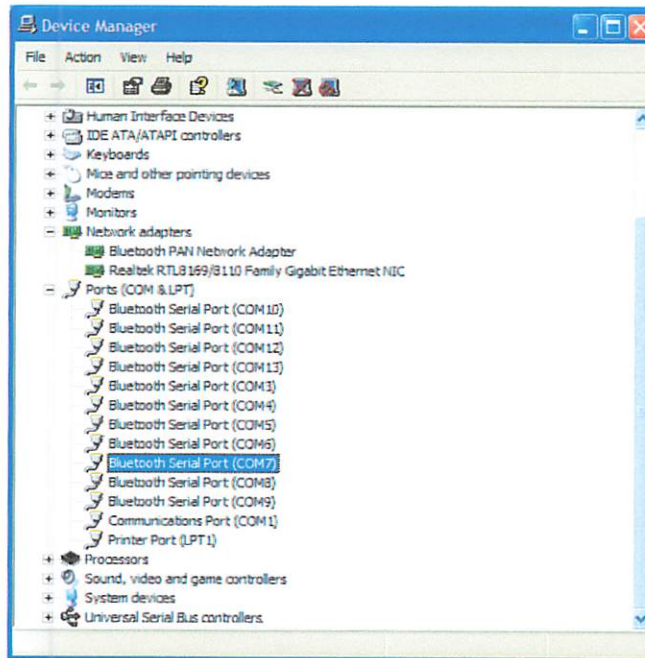 Device Manager
File Action View Help
Human Interface Devices
IDE ATA/ATAPI controllers
Keyboards
Mice and other pointing devices
Modems
Monitors
Network adapters
Bluetooth PAN Network Adapter
Realtek RTL8169/8110 Family Gigabit Ethernet NIC
Ports (COM & LPT)
Bluetooth Serial Port (COM10)
Bluetooth Serial Port (COM11)
Bluetooth Serial Port (COM12)
Bluetooth Serial Port (COM13)
Bluetooth Serial Port (COM3)
Bluetooth Serial Port (COM4)
Bluetooth Serial Port (COM5)
Bluetooth Serial Port (COM6)
Bluetooth Serial Port (COM7)
Bluetooth Serial Port (COM8)
Bluetooth Serial Port (COM9)
Communications Port (COM1)
Printer Port (LPT1)
Processors
Sound, video and game controllers
System devices
Universal Serial Bus controllers